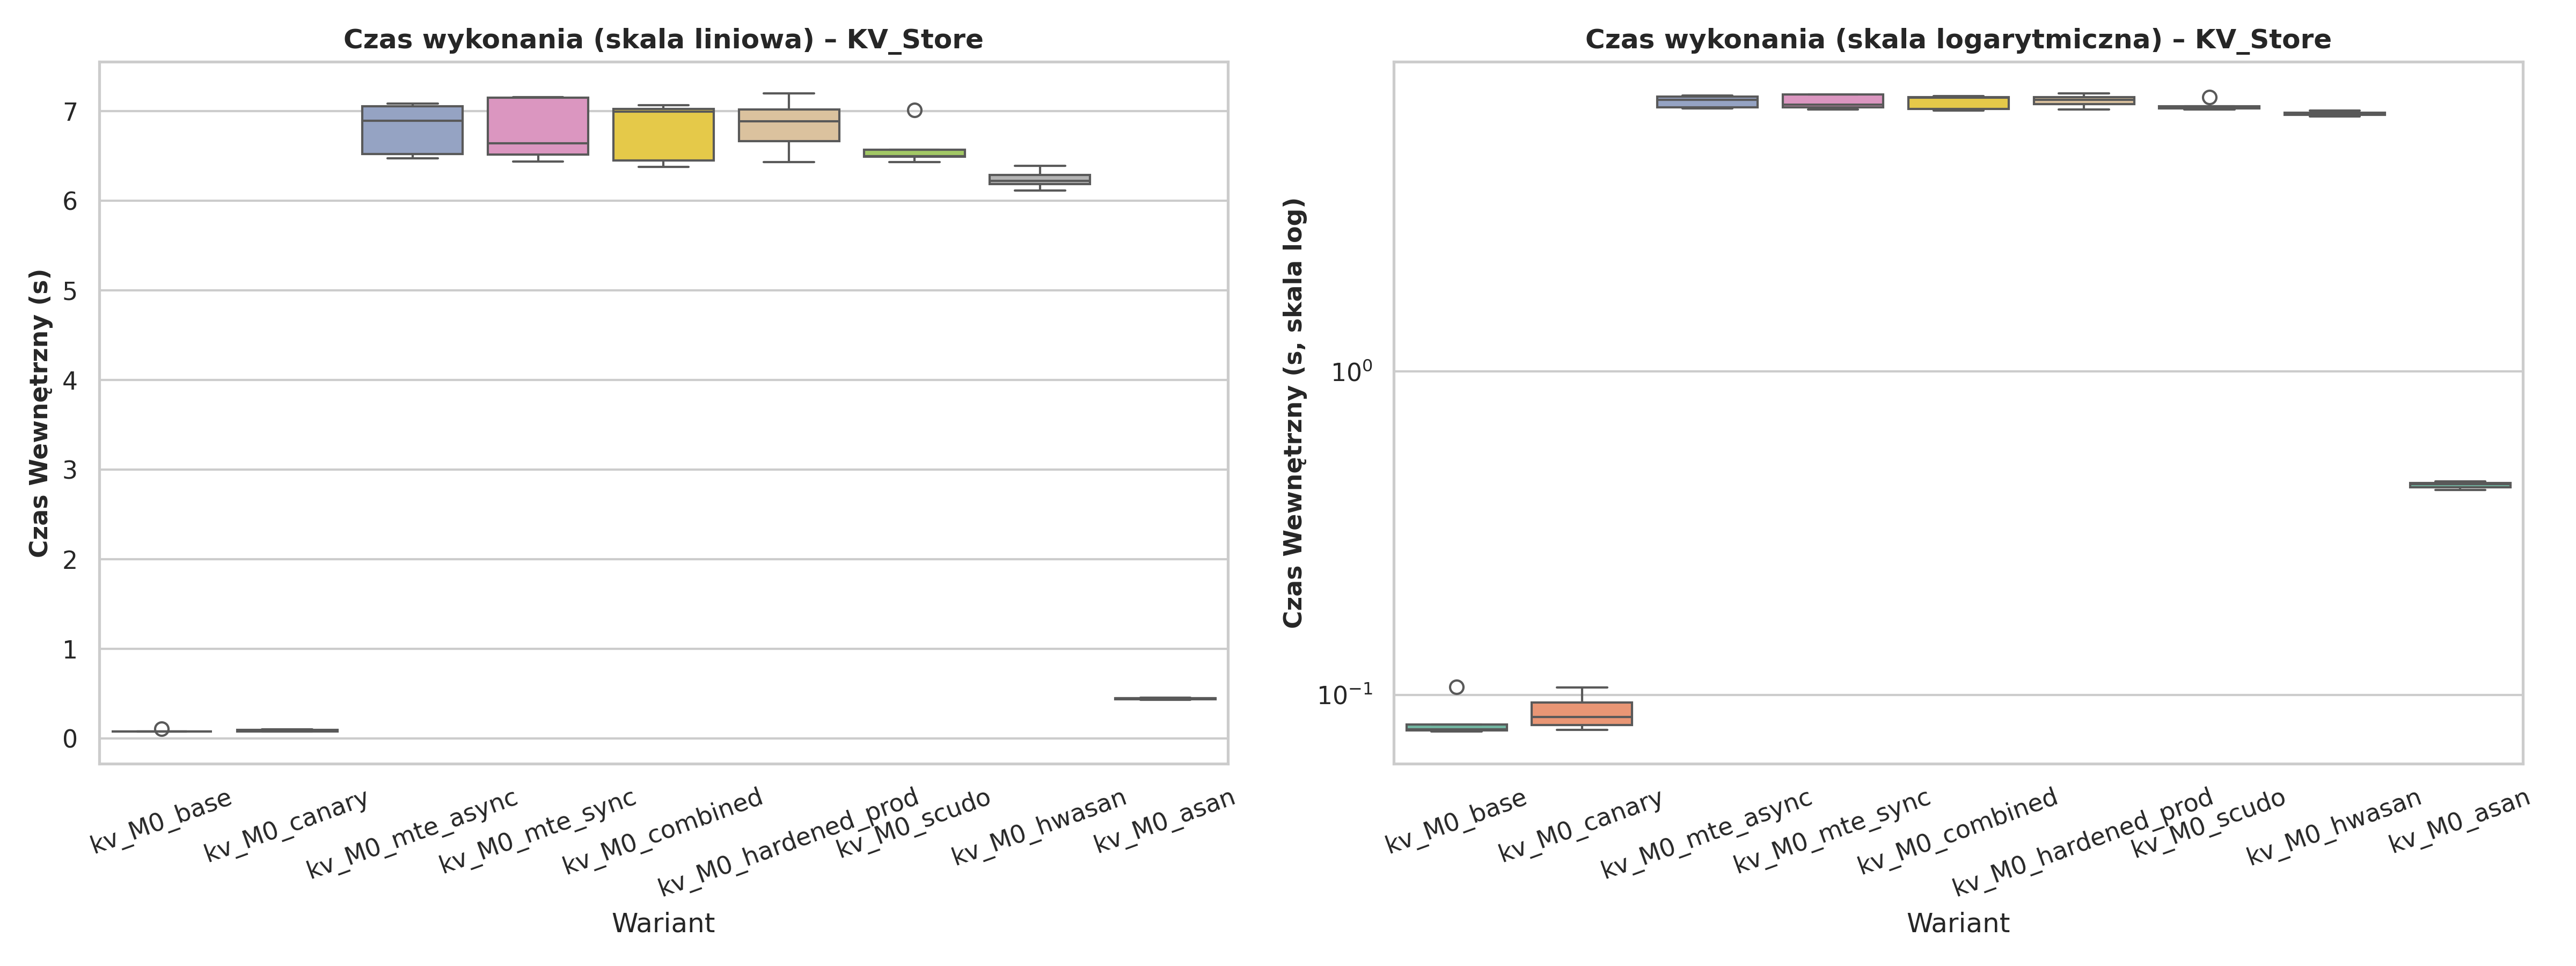 Czas wykonania (skala liniowa) – KV_Store
Czas Wewnętrzny (s)
7
6
5
4
3
2
1
0
kv_M0_base
kv_M0_canary
kv_M0_mte_async
kv_M0_mte_sync
kv_M0_combined
kv_M0_hardened_prod
kv_M0_scudo
kv_M0_hwasan
kv_M0_asan
Wariant
Czas wykonania (skala logarytmiczna) – KV_Store
Czas Wewnętrzny (s, skala log)
10⁰
10⁻¹
kv_M0_base
kv_M0_canary
kv_M0_mte_async
kv_M0_mte_sync
kv_M0_combined
kv_M0_hardened_prod
kv_M0_scudo
kv_M0_hwasan
kv_M0_asan
Wariant